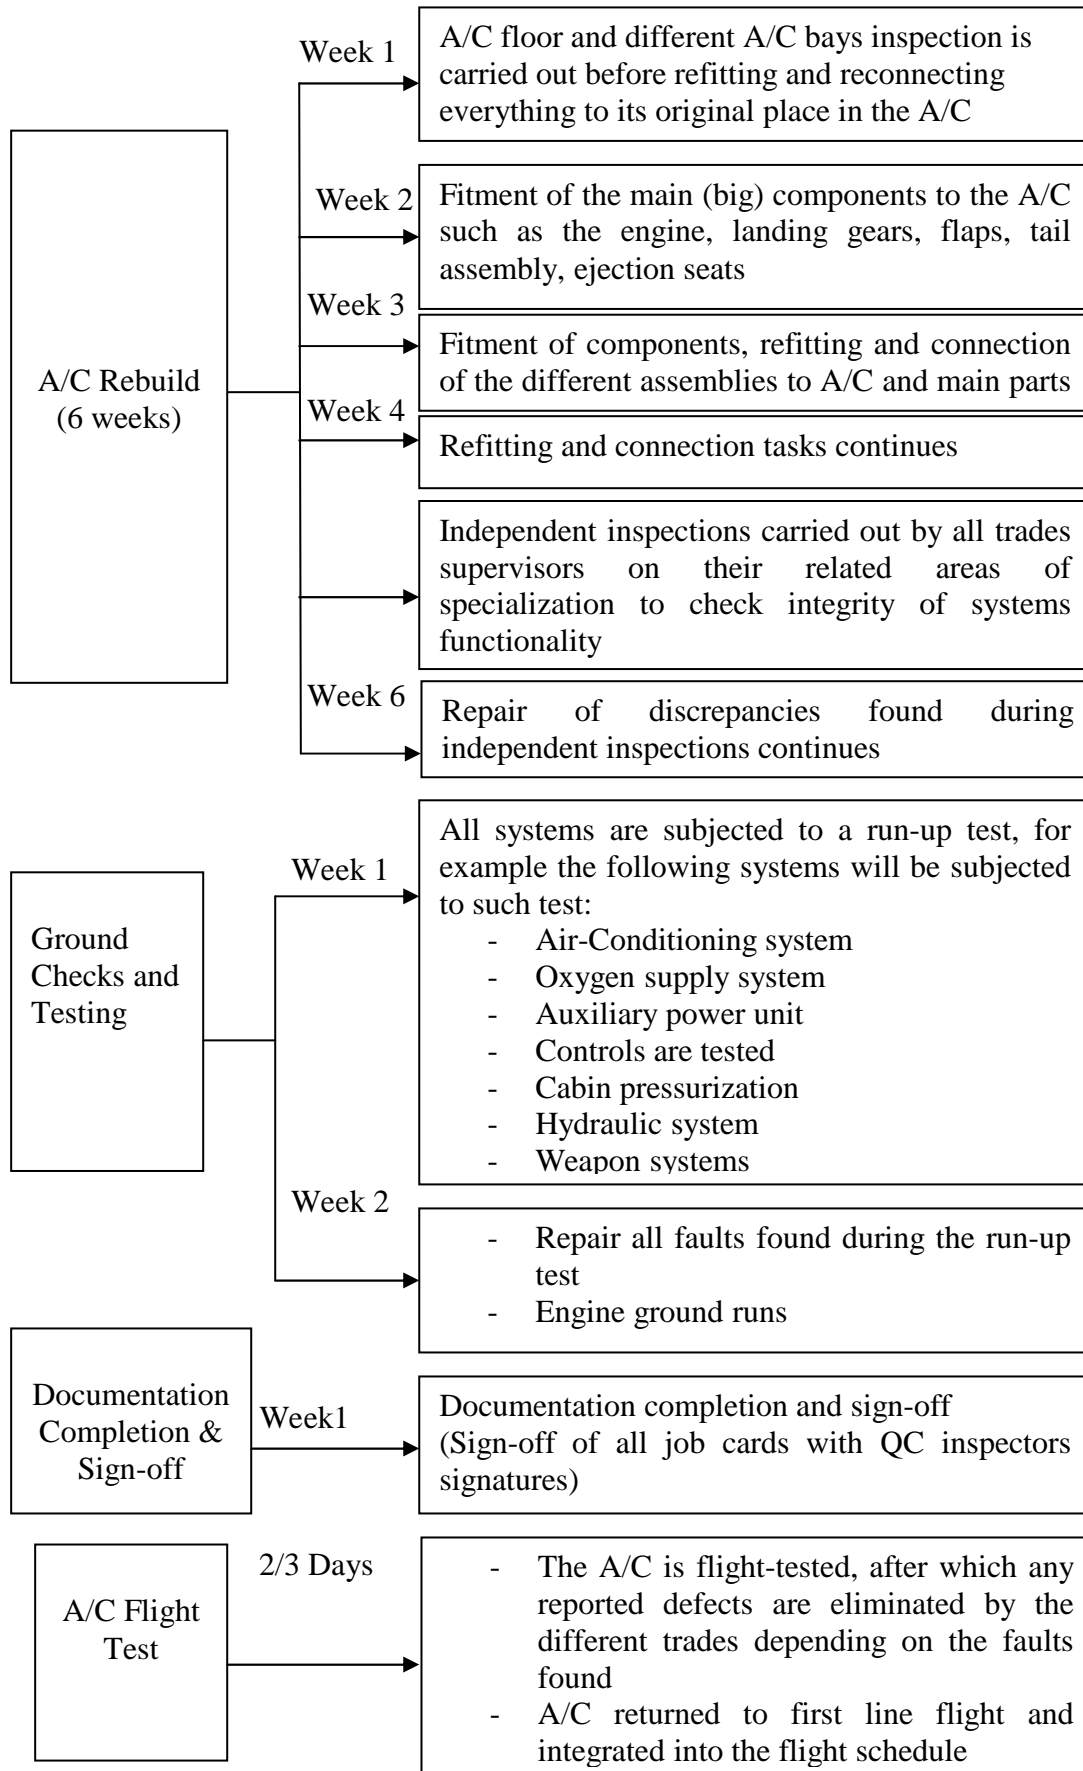 Week 1
A/C floor and different A/C bays inspection is
carried out before refitting and reconnecting
everything to its original place in the A/C
A/C Rebuild
(6 weeks)
Week 2
Fitment of the main (big) components to the A/C
such as the engine, landing gears, flaps, tail
assembly, ejection seats
Week 3
Fitment of components, refitting and connection
of the different assemblies to A/C and main parts
Week 4
Refitting and connection tasks continues
Independent inspections carried out by all trades
supervisors on their related areas of
specialization to check integrity of systems
functionality
Week 6
Repair of discrepancies found during
independent inspections continues
Ground
Checks and
Testing
Week 1
All systems are subjected to a run-up test, for
example the following systems will be subjected
to such test:
- Air-Conditioning system
- Oxygen supply system
- Auxiliary power unit
- Controls are tested
- Cabin pressurization
- Hydraulic system
- Weapon systems
Week 2
- Repair all faults found during the run-up
test
- Engine ground runs
Documentation
Completion &
Sign-off
Week1
Documentation completion and sign-off
(Sign-off of all job cards with QC inspectors
signatures)
A/C Flight
Test
2/3 Days
- The A/C is flight-tested, after which any
reported defects are eliminated by the
different trades depending on the faults
found
- A/C returned to first line flight and
integrated into the flight schedule